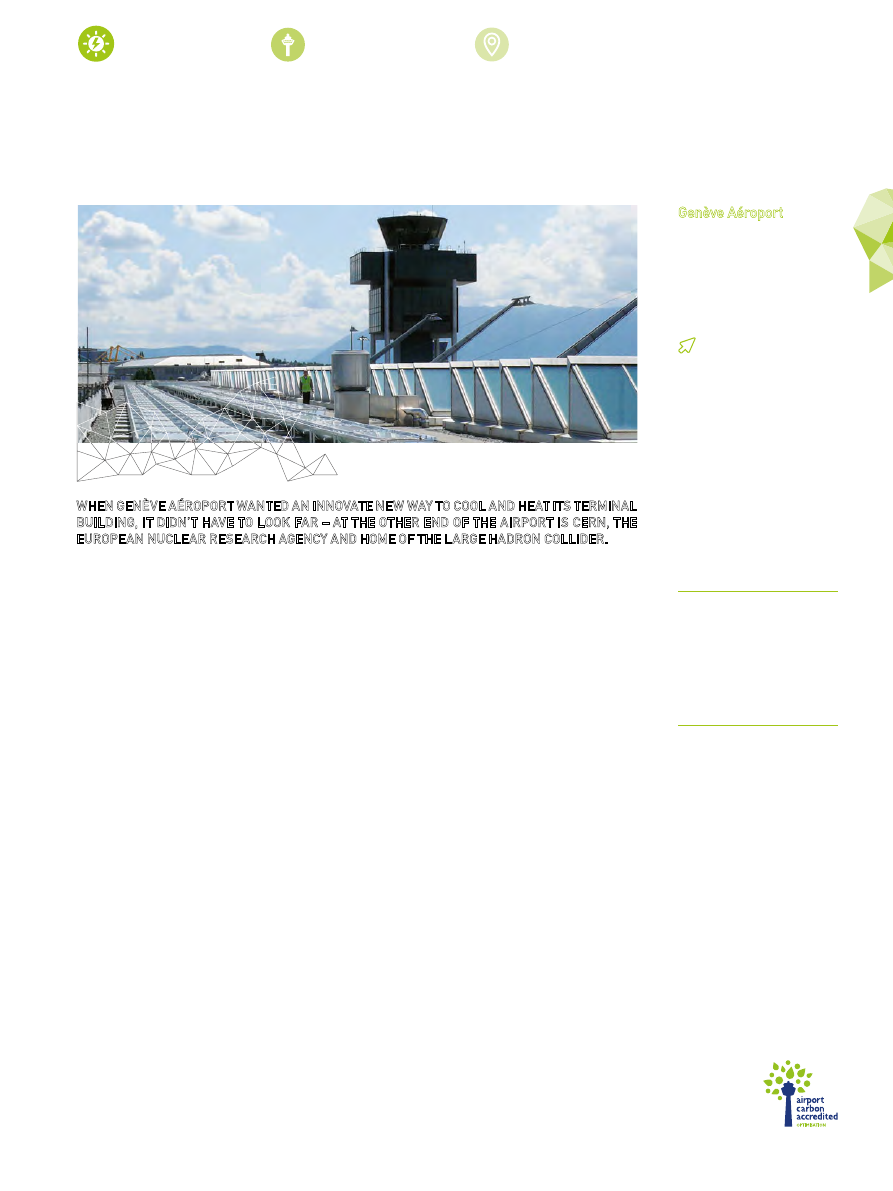 Genève Aéroport
WHEN GENÈVE AÉROPORT WANTED AN INNOVATE NEW WAY TO COOL AND HEAT ITS TERMINAL
BUILDING, IT DIDN'T HAVE TO LOOK FAR – AT THE OTHER END OF THE AIRPORT IS CERN, THE
EUROPEAN NUCLEAR RESEARCH AGENCY AND HOME OF THE LARGE HADRON COLLIDER.
airport
carbon
accredited
OPTIMISATION